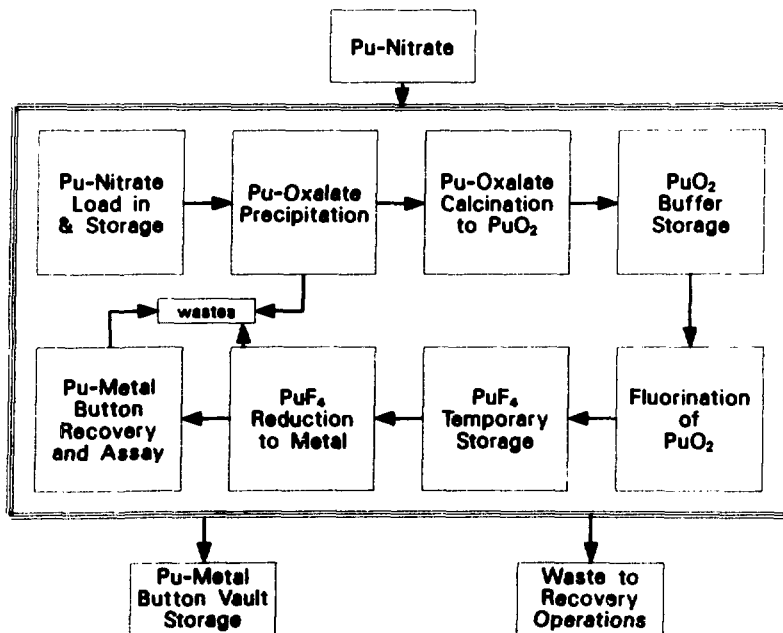 Pu-Nitrate
Pu-Nitrate
Load in
& Storage
Pu-Oxalate
Precipitation
Pu-Oxalate
Calcination
to PuO₂
PuO₂
Buffer
Storage
wastes
Pu-Metal
Button
Recovery
and Assay
PuF₄
Reduction
to Metal
PuF₄
Temporary
Storage
Fluorination
of
PuO₂
Pu-Metal
Button Vault
Storage
Waste to
Recovery
Operations